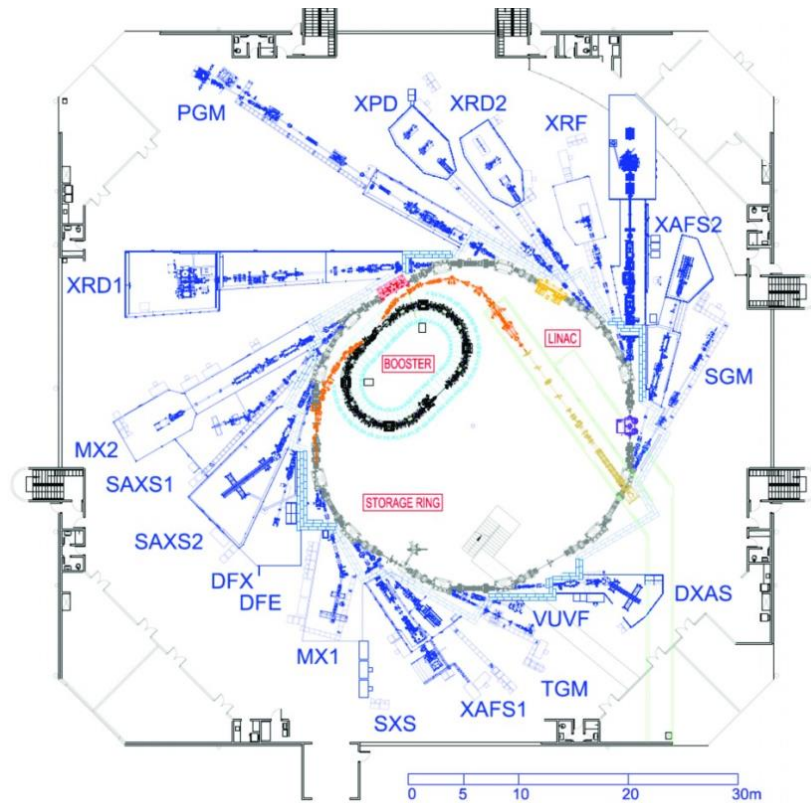 PGM
XPD
XRD2
XRF
XAFS2
XRD1
LINAC
BOOSTER
SGM
MX2
SAXS1
STORAGE RING
SAXS2
DFX
DFE
DXAS
VUVF
MX1
TGM
XAFS1
SXS
0 5 10 20 30m